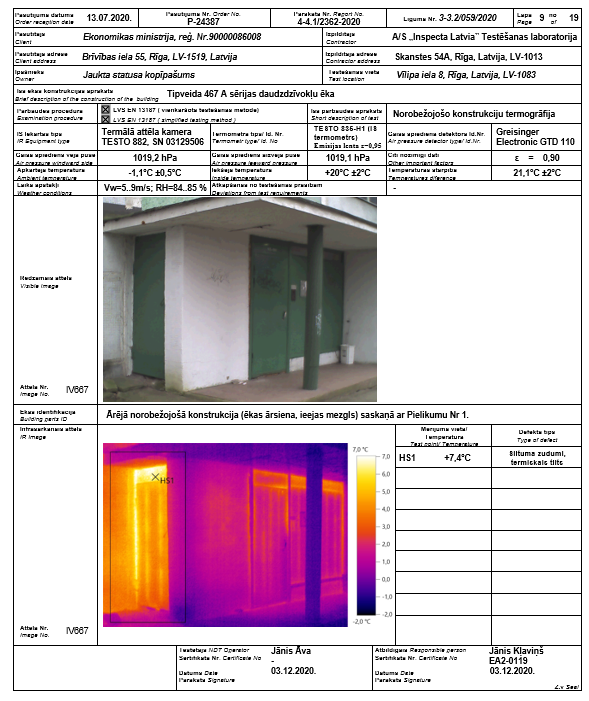 Pasūtījuma datums
Order reception date
13.07.2020.
Pasūtījuma Nr. Order No.
P-24387
Pārskata Nr. Report No.
4-4.1/2362-2020
Līguma Nr. 3-3.2/059/2020
Lapa 9 no 19
Page of
Pasūtītājs
Client
Ekonomikas ministrija, reģ. Nr.90000086008
Izpildītājs
Contractor
A/S „Inspecta Latvia” Testēšanas laboratorija
Pasūtītāja adrese
Client address
Brīvības iela 55, Rīga, LV-1519, Latvija
Izpildītāja adrese
Contractor address
Skanstes 54A, Rīga, LV-1013
Īpašnieks
Owner
Jaukta statusa kopīpašums
Testēšanas vieta
Test location
Vīlipa iela 8, Rīga, Latvija, LV-1083
Īss ēkas konstrukcijas apraksts
Brief description of the construction of the building
Tipveida 467 A sērijas daudzdzīvokļu ēka
Pārbaudes procedūra
Examination procedure
LVS EN 13187 ( vienkāršota testēšanas metode)
LVS EN 13187 ( simplified testing method )
Īss pārbaudes apraksts
Short description of test
Norobežojošo konstrukciju termogrāfija
IS iekārtas tips
IR Equipment type
Termālā attēla kamera
TESTO 882, SN 03129506
Termometra tips/ Id. Nr.
Termometr type/ Id. No
TESTO 835-H1 (IS
termometrs)
Emisijas lenta ε=0,95
Gaisa spiediena detektora Id.Nr.
Air pressure detector type/ Id.Nr.
Greisinger
Electronic GTD 110
Gaisa spiediens vēja pusē
Air pressure windward side
1019,2 hPa
Gaisa spiediens aizvēja pusē
Air pressure leeward pressure
1019,1 hPa
Citi nozīmīgi dati
Other important factors
ε = 0,90
Apkārtējā temperatūra
Ambient temperature
-1,1°C ±0,5°C
Iekšējā temperatūra
Inside temperature
+20°C ±2°C
Temperatūras starpība
Temperatures diference
21,1°C ±2°C
Laika apstākļi
Weather conditions
Vw=5..9m/s; RH=84..85 %
Atkāpšanās no testēšanas prasībām
Deviations from test requirements
-
Redzamais attēls
Visible image
Attēla Nr.
Image No.
IV667
Ēkas identifikācija
Building parts ID
Ārējā norobežojošā konstrukcija (ēkas ārsiena, ieejas mezgls) saskaņā ar Pielikumu Nr 1.
Infrasarkanais attēls
IR image
Mērījuma vieta/
Temperatūra
Test point/ Temperature
Defekta tips
Type of defect
HS1 +7,4°C
Siltuma zudumi,
termiskais tilts
7,0 °C
7,0
6,0
5,0
4,0
3,0
2,0
1,0
0,0
-1,0
-2,0
-2,0 °C
HS1
Attēla Nr.
Image No.
IV667
Testētājs NDT Operator
Jānis Āva
Sertifikāta Nr. Certificate No
-
Datums Date
03.12.2020.
Paraksts Signature
Atbildīgais Responsible person
Jānis Kļaviņš
Sertifikāta Nr. Certificate No
EA2-0119
Datums Date
03.12.2020.
Paraksts Signature
Z.v Seal